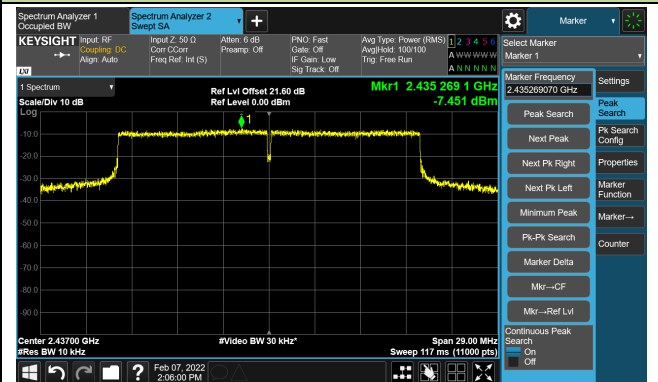 Spectrum Analyzer 1
Occupied BW
Spectrum Analyzer 2
Swept SA
Marker
KEYSIGHT
Input: RF
Coupling: DC
Align: Auto
Input Z: 50 Ω
Corr CCorr
Freq Ref: Int (S)
Atten: 6 dB
Preamp: Off
PNO: Fast
Gate: Off
IF Gain: Low
Sig Track: Off
Avg Type: Power (RMS)
Avg|Hold: 100/100
Trig: Free Run
1 2 3 4 5 6
A W W W W W
A N N N N N
LXI
Select Marker
Marker 1
1 Spectrum
Scale/Div 10 dB
Ref Lvl Offset 21.60 dB
Ref Level 0.00 dBm
Mkr1 2.435 269 1 GHz
-7.451 dBm
Log
1
-10.0
-20.0
-30.0
-40.0
-50.0
-60.0
-70.0
-80.0
-90.0
Center 2.43700 GHz
#Res BW 10 kHz
#Video BW 30 kHz*
Span 29.00 MHz
Sweep 117 ms (11000 pts)
Marker Frequency
2.435269070 GHz
Peak Search
Next Peak
Next Pk Right
Next Pk Left
Minimum Peak
Pk-Pk Search
Marker Delta
Mkr→CF
Mkr→Ref Lvl
Continuous Peak
Search
On
Off
Settings
Peak
Search
Pk Search
Config
Properties
Marker
Function
Marker→
Counter
Feb 07, 2022
2:06:00 PM